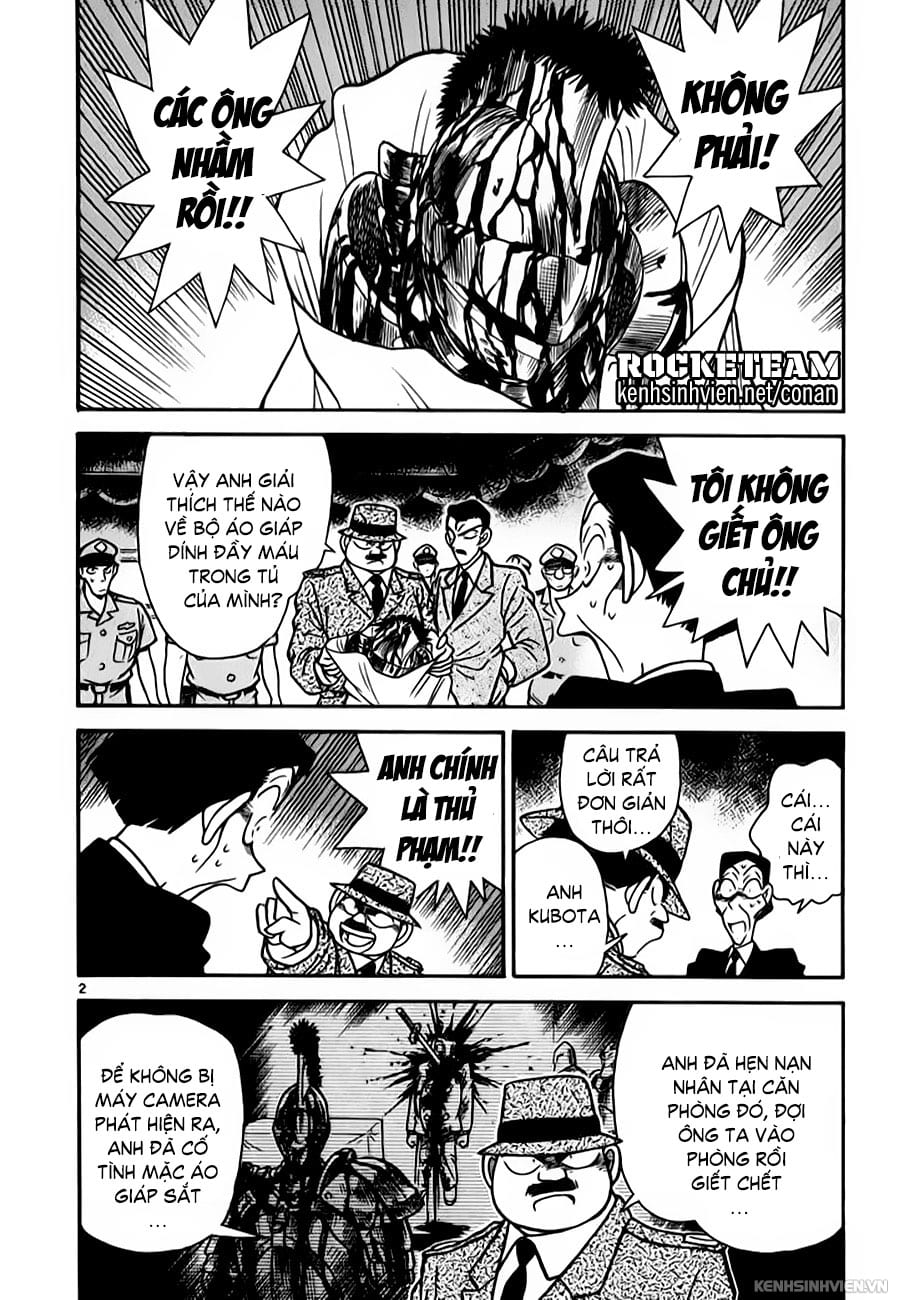 KHÔNG
PHẢI!
CÁC ÔNG
NHẦM
RỒI!!
ROCKETEAM
kenhsinhvien.net/conan
TÔI KHÔNG
GIẾT ÔNG
CHỦ!!
VẬY ANH GIẢI
THÍCH THẾ NÀO
VỀ BỘ ÁO GIÁP
DÍNH ĐẦY MÁU
TRONG TỦ
CỦA MÌNH?
CÁI...
CÁI
NÀY
THÌ...
CÂU TRẢ
LỜI RẤT
ĐƠN GIẢN
THÔI...
ANH
KUBOTA
...
ANH CHÍNH
LÀ THỦ
PHẠM!!
2
ANH ĐÃ HẸN NẠN
NHÂN TẠI CĂN
PHÒNG ĐÓ, ĐỢI
ÔNG TA VÀO
PHÒNG RỒI
GIẾT CHẾT
...
ĐỂ KHÔNG BỊ
MÁY CAMERA
PHÁT HIỆN RA,
ANH ĐÃ CỐ
TÌNH MẶC ÁO
GIÁP SẮT
...
KENHSINHVIEN.VN